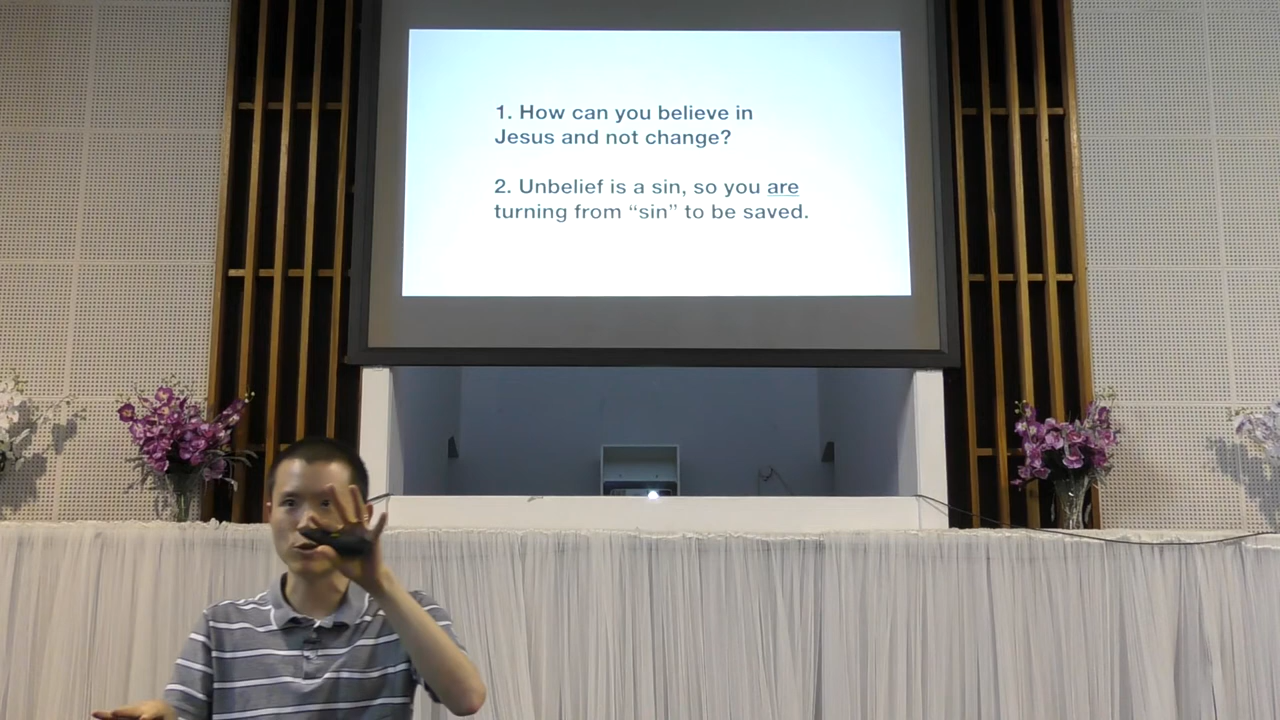 1. How can you believe in
Jesus and not change?
2. Unbelief is a sin, so you are
turning from “sin” to be saved.